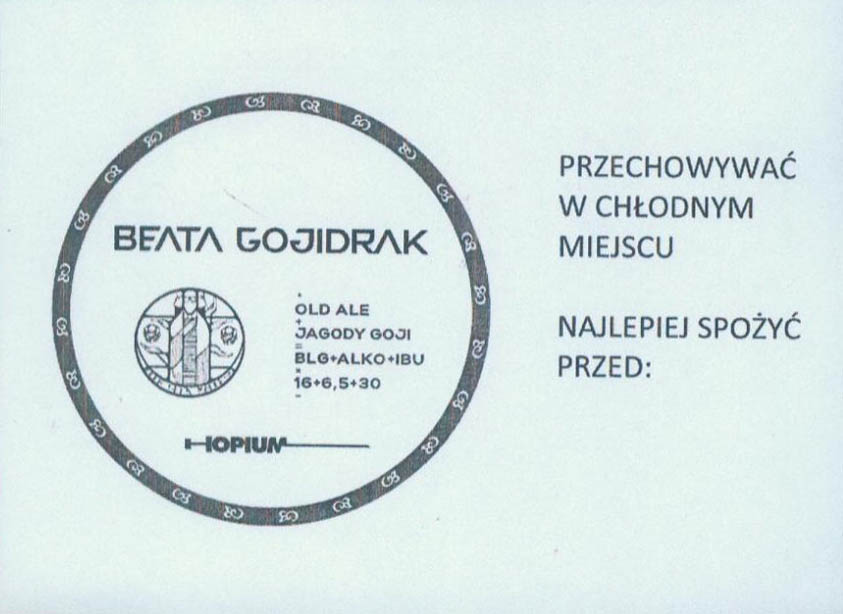 BEATA GOJIDRAK
OLD ALE
JAGODY GOJI
BLG+ALKO+IBU
16+6,5+30
HOPIUM
PRZECHOWYWAĆ
W CHŁODNYM
MIEJSCU
NAJLEPIEJ SPOŻYĆ
PRZED: